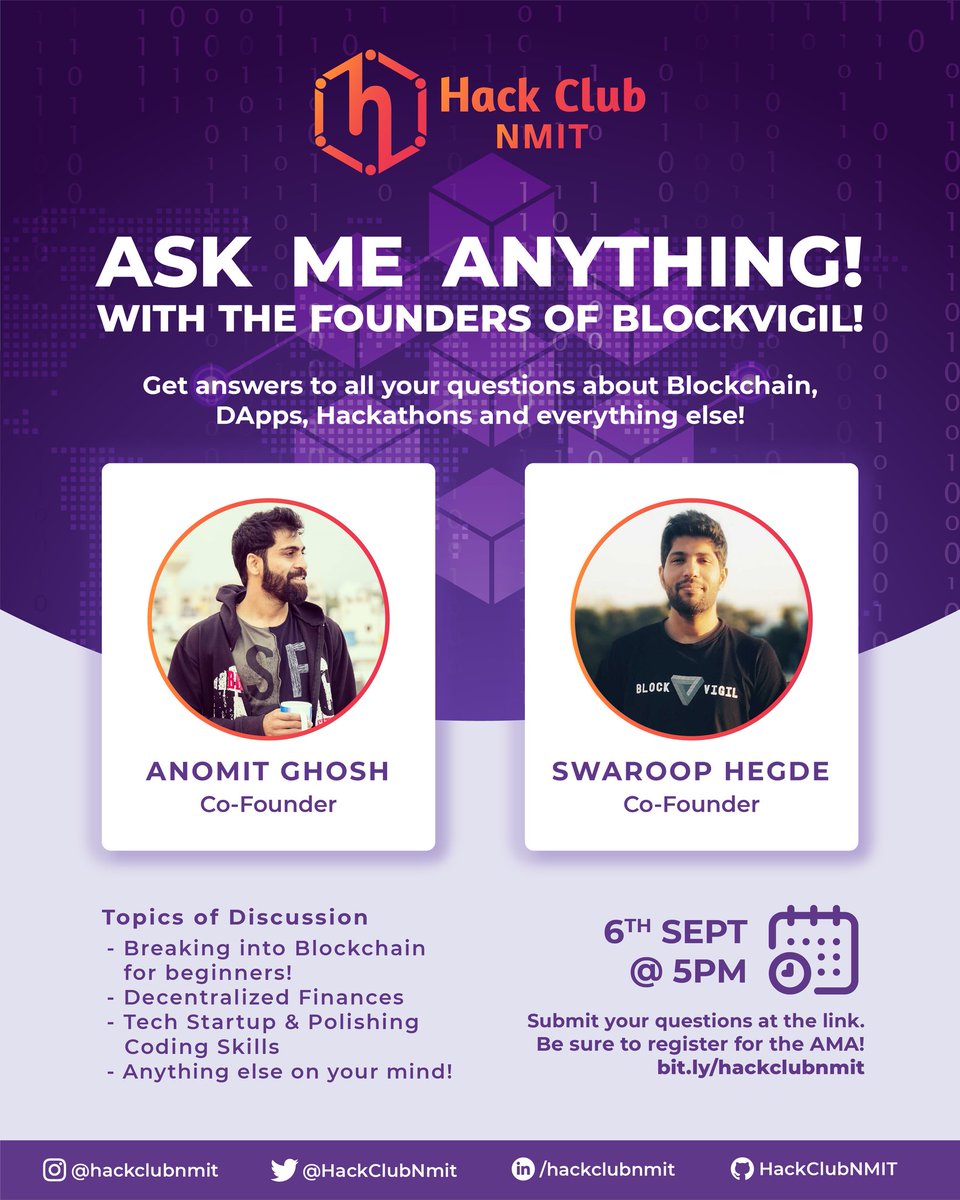 Hack Club
NMIT
ASK ME ANYTHING!
WITH THE FOUNDERS OF BLOCKVIGIL!
Get answers to all your questions about Blockchain,
DApps, Hackathons and everything else!
SF
BLOCK VIGIL
ANOMIT GHOSH
Co-Founder
SWAROOP HEGDE
Co-Founder
Topics of Discussion
- Breaking into Blockchain
for beginners!
- Decentralized Finances
- Tech Startup & Polishing
Coding Skills
- Anything else on your mind!
6TH SEPT
@ 5PM
Submit your questions at the link.
Be sure to register for the AMA!
bit.ly/hackclubnmit
@hackclubnmit
@HackClubNmit
/hackclubnmit
HackClubNMIT